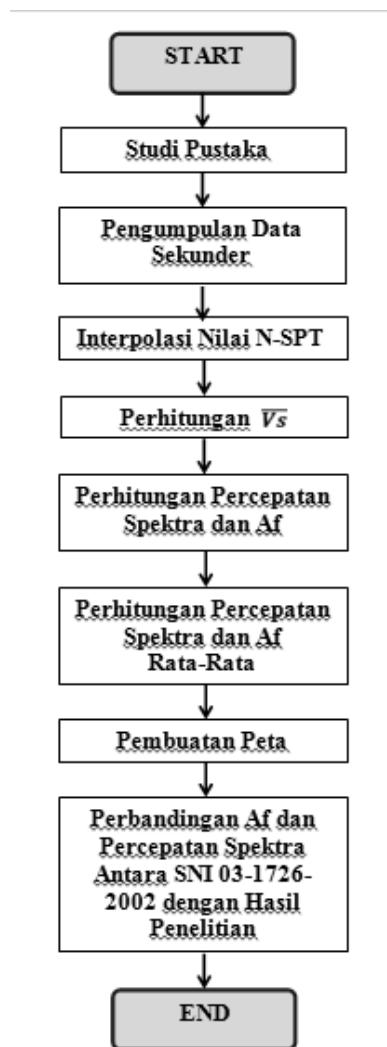 START
Studi Pustaka
Pengumpulan Data
Sekunder
Interpolasi Nilai N-SPT
Perhitungan V̅s̅
Perhitungan Percepatan
Spektra dan Af
Perhitungan Percepatan
Spektra dan Af
Rata-Rata
Pembuatan Peta
Perbandingan Af dan
Percepatan Spektra
Antara SNI 03-1726-
2002 dengan Hasil
Penelitian
END